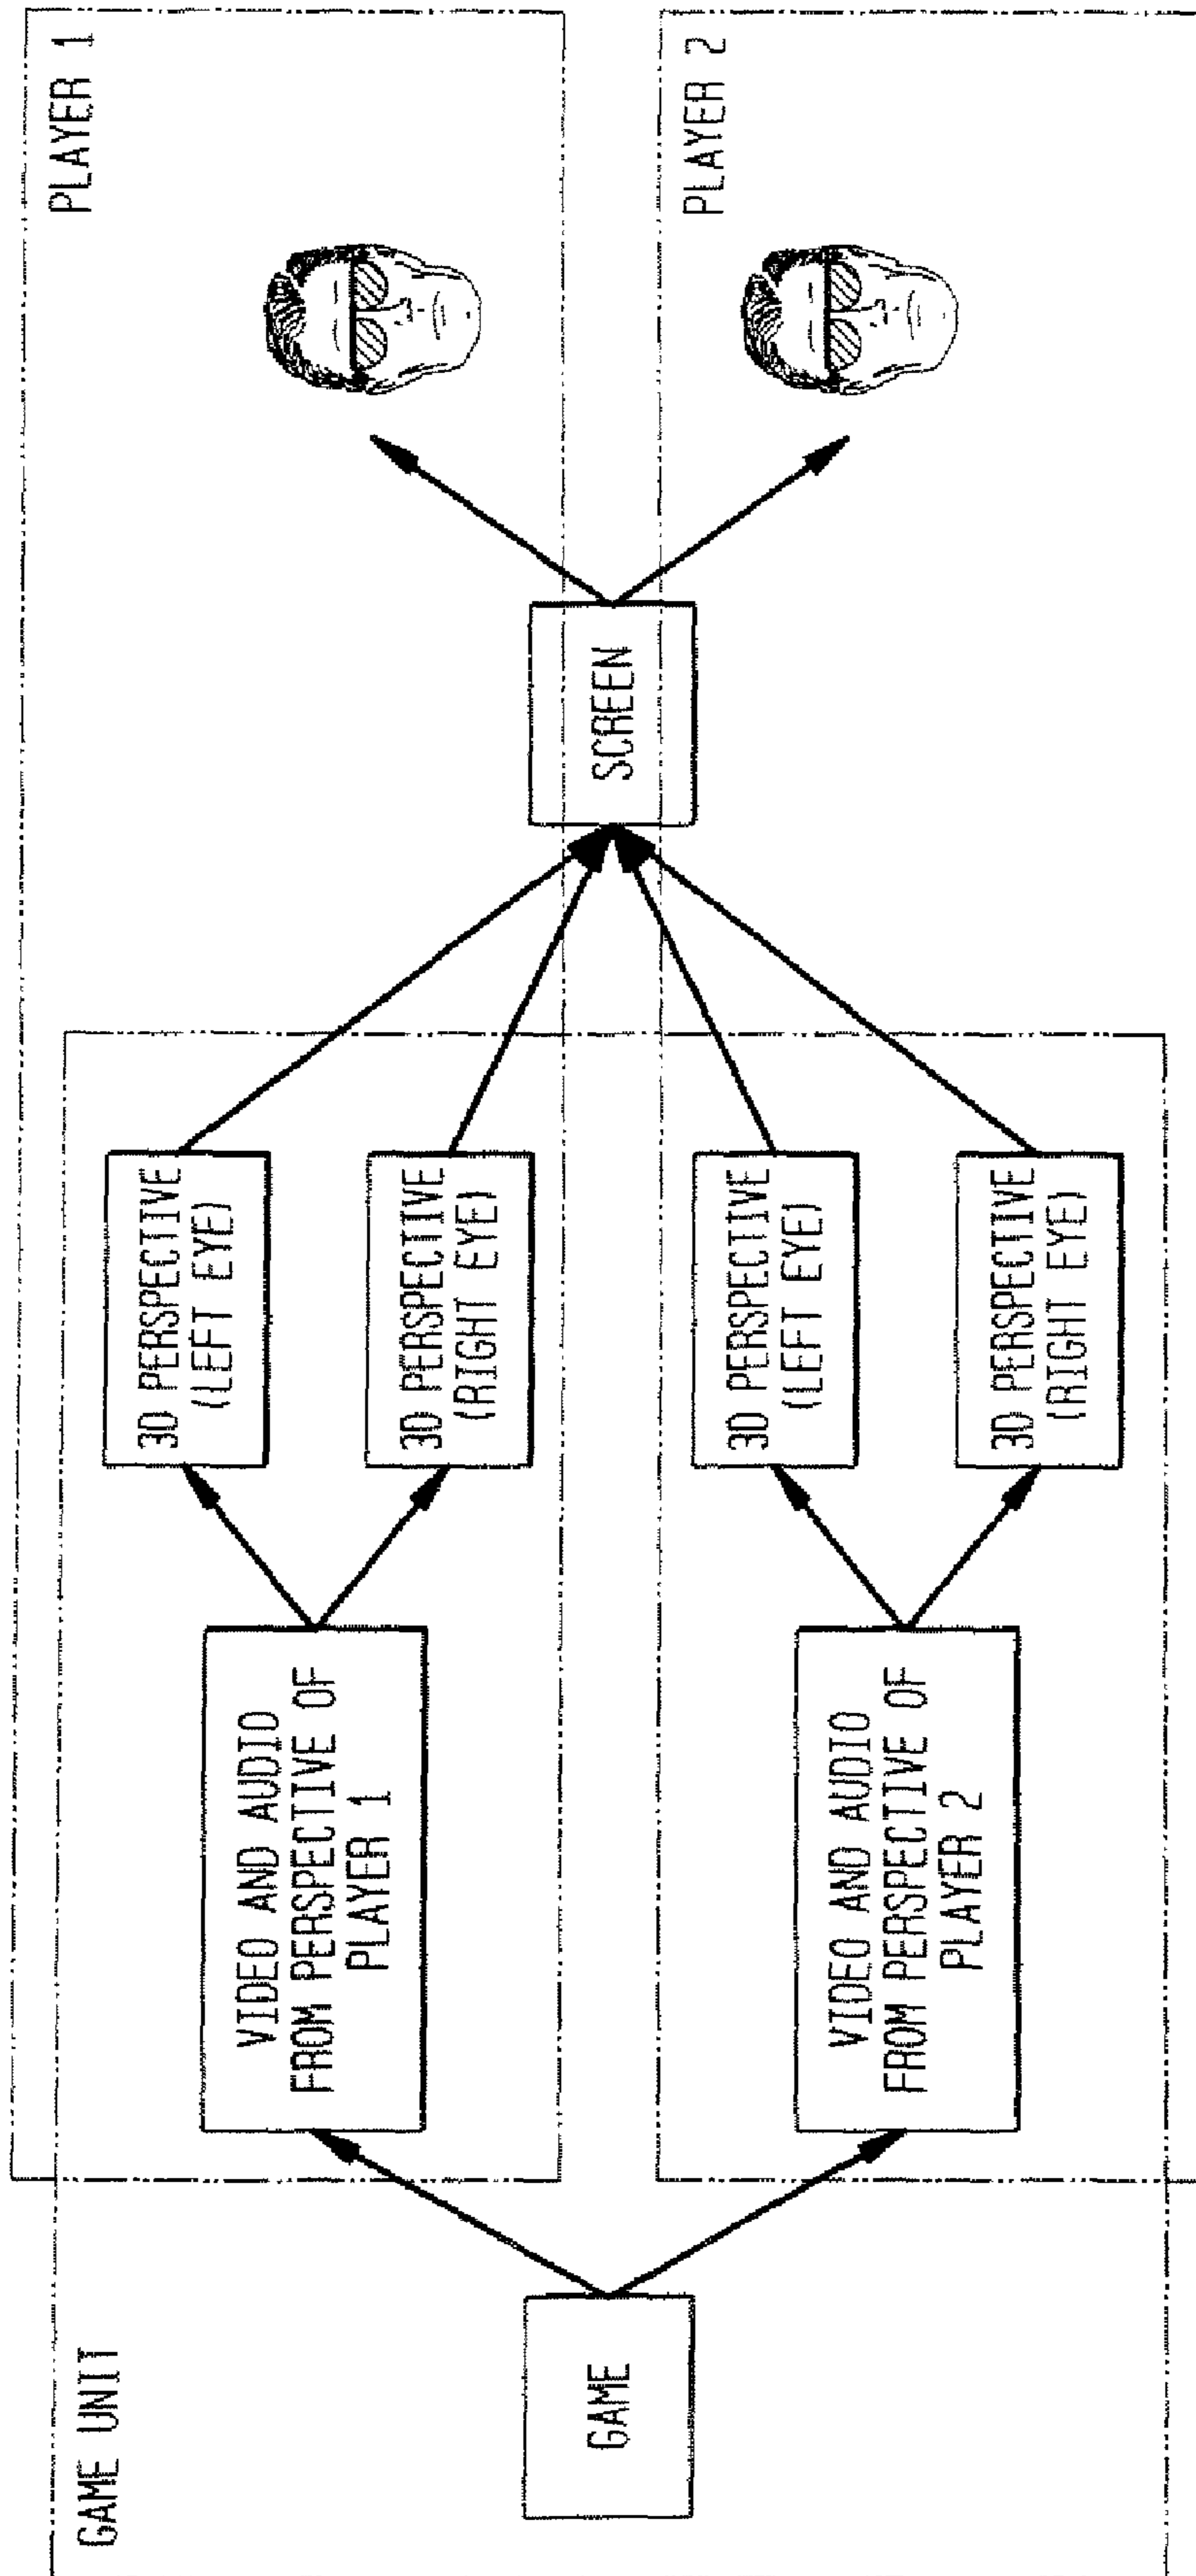 GAME UNIT
GAME
PLAYER 1
VIDEO AND AUDIO
FROM PERSPECTIVE OF
PLAYER 1
3D PERSPECTIVE
(LEFT EYE)
3D PERSPECTIVE
(RIGHT EYE)
SCREEN
PLAYER 2
VIDEO AND AUDIO
FROM PERSPECTIVE OF
PLAYER 2
3D PERSPECTIVE
(LEFT EYE)
3D PERSPECTIVE
(RIGHT EYE)